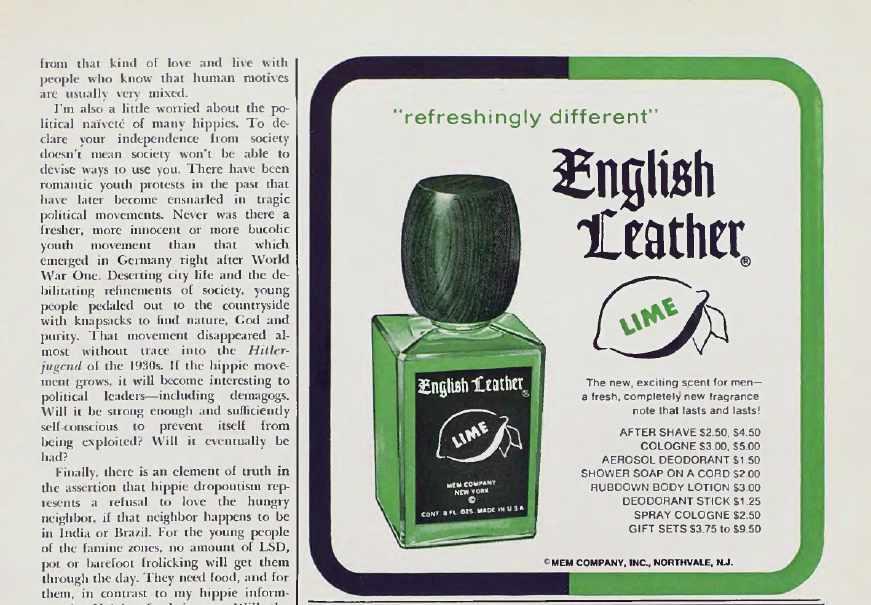 from that kind of love and live with
people who know that human motives
are usually very mixed.
I'm also a little worried about the po-
litical naïveté of many hippies. To de-
clare your independence from society
doesn't mean society won't be able to
devise ways to use you. There have been
romantic youth protests in the past that
have later become ensnarled in tragic
political movements. Never was there a
fresher, more innocent or more bucolic
youth movement than that which
emerged in Germany right after World
War One. Deserting city life and the de-
bilitating refinements of society, young
people pedaled out to the countryside
with knapsacks to find nature, God and
purity. That movement disappeared al-
most without trace into the Hitler-
jugend of the 1930s. If the hippie move-
ment grows, it will become interesting to
political leaders—including demagogs.
Will it be strong enough and sufficiently
self-conscious to prevent itself from
being exploited? Will it eventually be
had?
Finally, there is an element of truth in
the assertion that hippie dropoutism rep-
resents a refusal to love the hungry
neighbor, if that neighbor happens to be
in India or Brazil. For the young people
of the famine zones, no amount of LSD,
pot or barefoot frolicking will get them
through the day. They need food, and for
them, in contrast to my hippie inform-
"refreshingly different"
English
Leather®
LIME
English Leather®
LIME
MEM COMPANY
NEW YORK
©
CONT. 8 FL. OZS. MADE IN U S A
The new, exciting scent for men—
a fresh, completely new fragrance
note that lasts and lasts!
AFTER SHAVE $2.50, $4.50
COLOGNE $3.00, $5.00
AEROSOL DEODORANT $1.50
SHOWER SOAP ON A CORD $2.00
RUBDOWN BODY LOTION $3.00
DEODORANT STICK $1.25
SPRAY COLOGNE $2.50
GIFT SETS $3.75 to $9.50
© MEM COMPANY, INC., NORTHVALE, N.J.